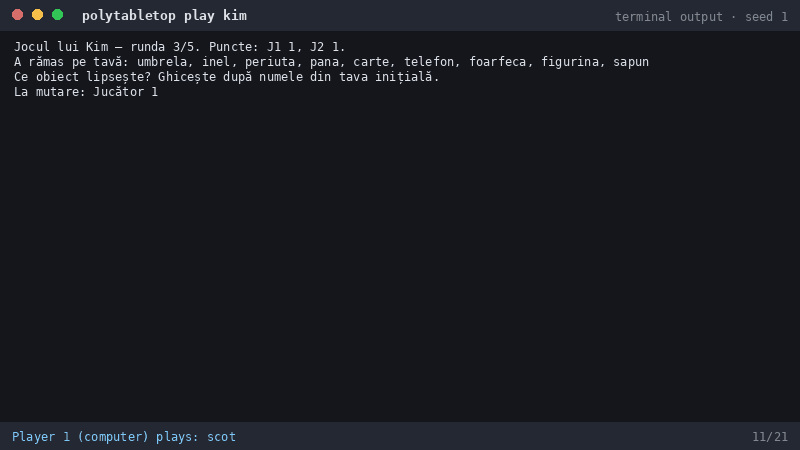 polytabletop play kim
terminal output · seed 1
Jocul lui Kim — runda 3/5. Puncte: J1 1, J2 1.
A rămas pe tavă: umbrela, inel, periuta, pana, carte, telefon, foarfeca, figurina, sapun
Ce obiect lipsește? Ghicește după numele din tava inițială.
La mutare: Jucător 1
Player 1 (computer) plays: scot
11/21